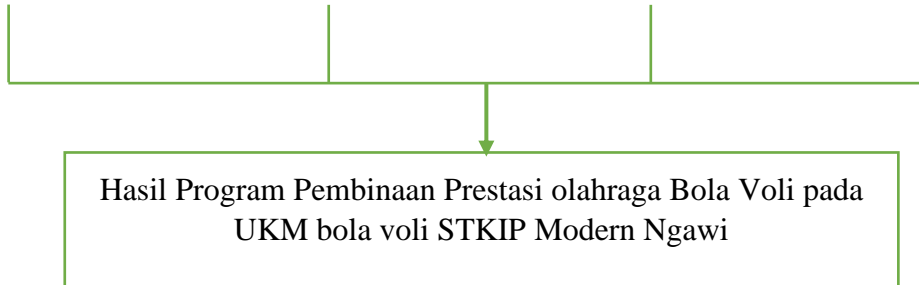 Hasil Program Pembinaan Prestasi olahraga Bola Voli pada
UKM bola voli STKIP Modern Ngawi